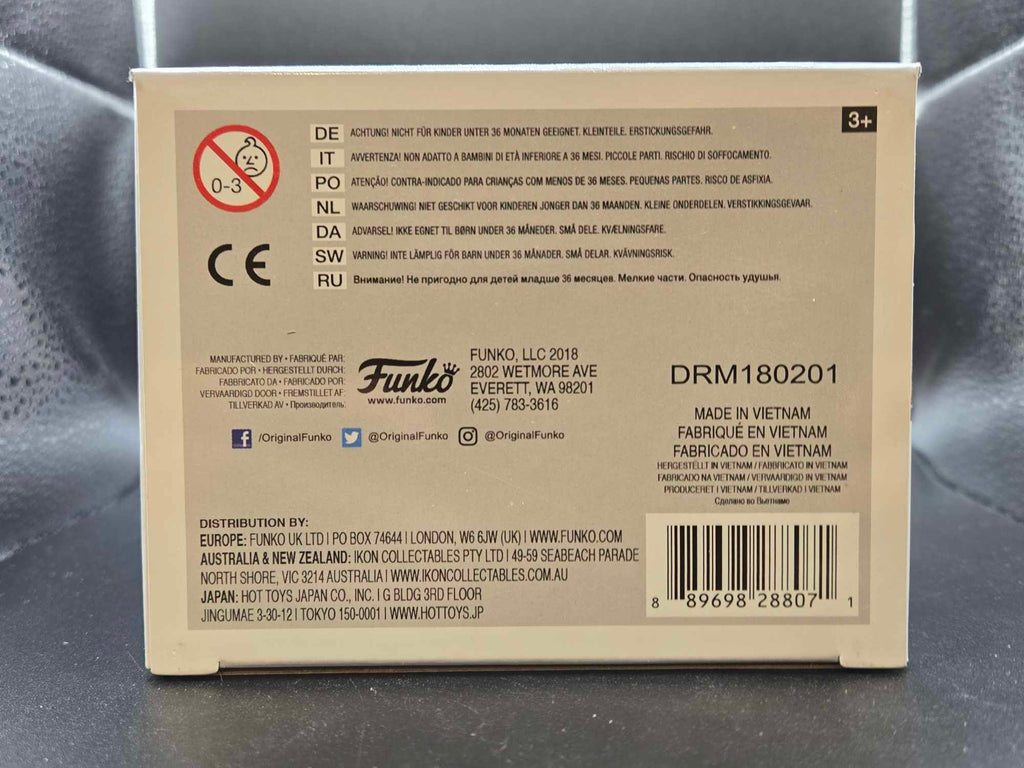 3+
0-3
DE ACHTUNG! NICHT FÜR KINDER UNTER 36 MONATEN GEEIGNET. KLEINTEILE. ERSTICKUNGSGEFAHR.
IT AVVERTENZA! NON ADATTO A BAMBINI DI ETÀ INFERIORE A 36 MESI. PICCOLE PARTI. RISCHIO DI SOFFOCAMENTO.
PO ATENÇÃO! CONTRA-INDICADO PARA CRIANÇAS COM MENOS DE 36 MESES. PEQUENAS PARTES. RISCO DE ASFIXIA.
NL WAARSCHUWING! NIET GESCHIKT VOOR KINDEREN JONGER DAN 36 MAANDEN. KLEINE ONDERDELEN. VERSTIKKINGSGEVAAR.
DA ADVARSEL! IKKE EGNET TIL BØRN UNDER 36 MÅNEDER. SMÅ DELE. KVÆLNINGSFARE.
SW VARNING! INTE LÄMPLIG FÖR BARN UNDER 36 MÅNADER. SMÅ DELAR. KVÄVNINGSRISK.
RU Внимание! Не пригодно для детей младше 36 месяцев. Мелкие части. Опасность удушья.
CE
MANUFACTURED BY • FABRIQUÉ PAR:
FABRICADO POR • HERGESTELLT DURCH:
FABBRICATO DA • FABRICADO POR:
VERVAARDIGD DOOR • FREMSTILLET AF:
TILLVERKAD AV • Производитель:
Funko
www.funko.com
FUNKO, LLC 2018
2802 WETMORE AVE
EVERETT, WA 98201
(425) 783-3616
/OriginalFunko @OriginalFunko @OriginalFunko
DRM180201
MADE IN VIETNAM
FABRIQUÉ EN VIETNAM
FABRICADO EN VIETNAM
HERGESTELLT IN VIETNAM / FABBRICATO IN VIETNAM
FABRICADO NA VIETNAM / VERVAARDIGD IN VIETNAM
PRODUCERET I VIETNAM / TILLVERKAD I VIETNAM
Сделано во Вьетнаме
DISTRIBUTION BY:
EUROPE: FUNKO UK LTD | PO BOX 74644 | LONDON, W6 6JW (UK) | WWW.FUNKO.COM
AUSTRALIA & NEW ZEALAND: IKON COLLECTABLES PTY LTD | 49-59 SEABEACH PARADE
NORTH SHORE, VIC 3214 AUSTRALIA | WWW.IKONCOLLECTABLES.COM.AU
JAPAN: HOT TOYS JAPAN CO., INC. | G BLDG 3RD FLOOR
JINGUMAE 3-30-12 | TOKYO 150-0001 | WWW.HOTTOYS.JP
8 89698 28807 1